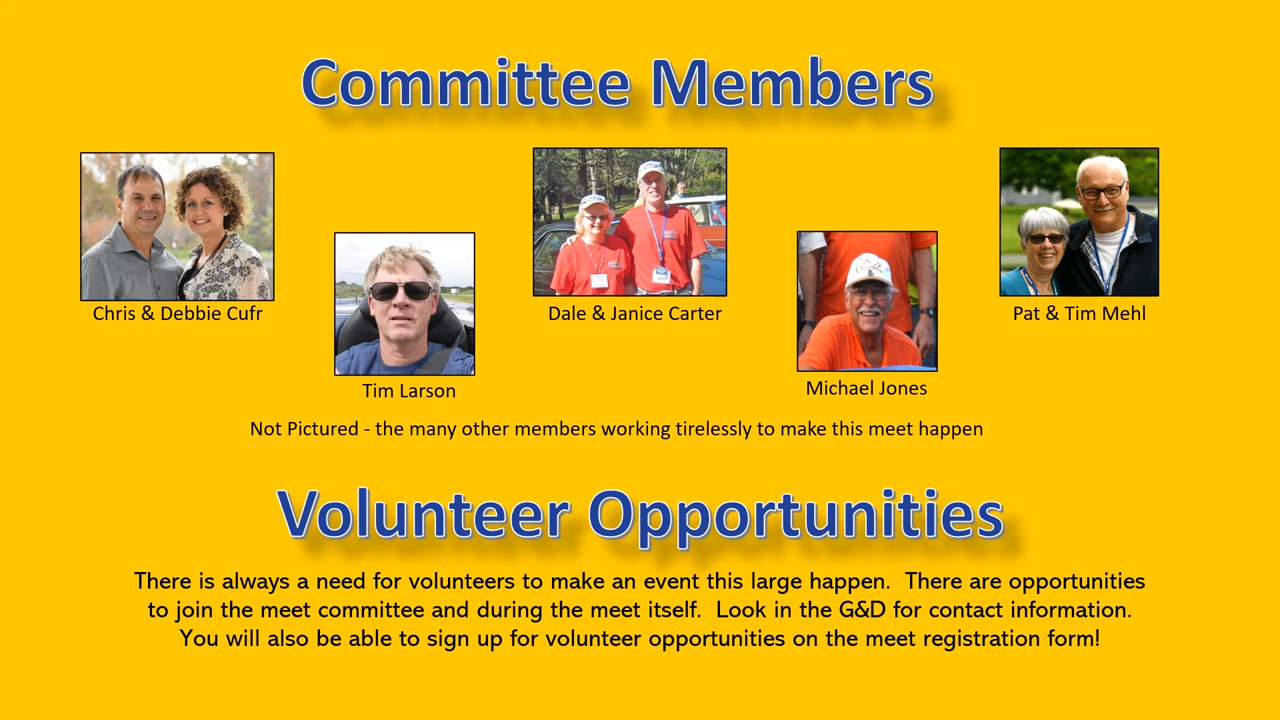 Committee Members
Chris & Debbie Cufr
Tim Larson
Dale & Janice Carter
Michael Jones
Pat & Tim Mehl
Not Pictured - the many other members working tirelessly to make this meet happen
Volunteer Opportunities
There is always a need for volunteers to make an event this large happen.  There are opportunities
to join the meet committee and during the meet itself.  Look in the G&D for contact information.
You will also be able to sign up for volunteer opportunities on the meet registration form!